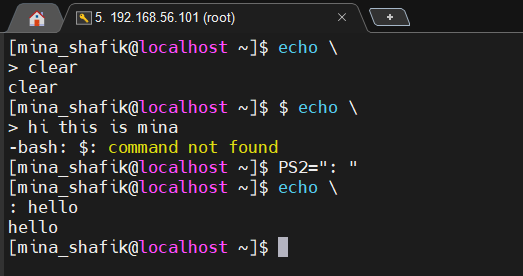 5. 192.168.56.101 (root)
[mina_shafik@localhost ~]$ echo \
> clear
clear
[mina_shafik@localhost ~]$ $ echo \
> hi this is mina
-bash: $: command not found
[mina_shafik@localhost ~]$ PS2=": "
[mina_shafik@localhost ~]$ echo \
: hello
hello
[mina_shafik@localhost ~]$